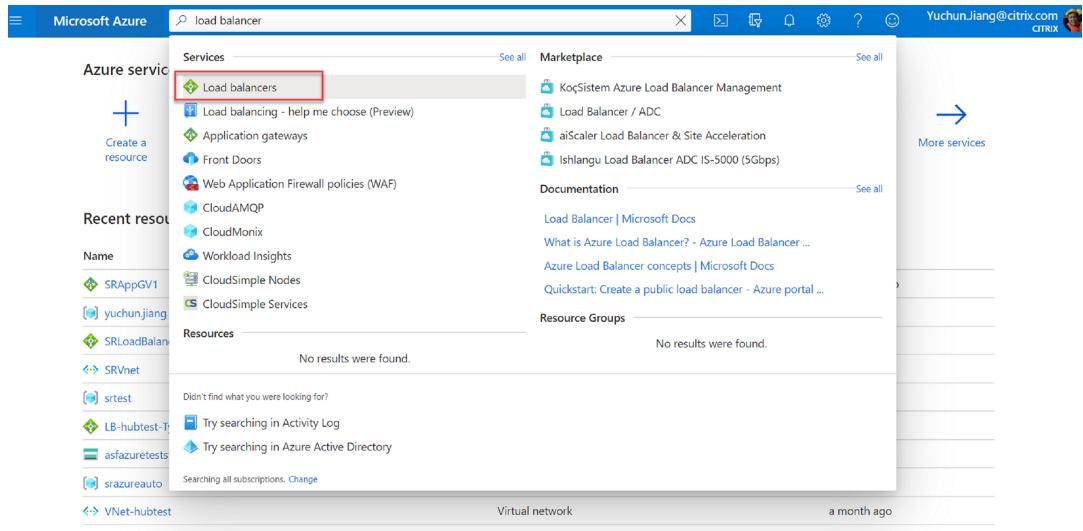 Microsoft Azure
load balancer
Yuchun.Jiang@citrix.com
CITRIX
Azure servic
Create a
resource
More services
Recent resou
Name
SRAppGV1
yuchun.jiang
SRLoadBalan
SRVnet
srtest
LB-hubtest-Ty
asfazuretests
srazureauto
VNet-hubtest Virtual network a month ago
Services See all
Load balancers
Load balancing - help me choose (Preview)
Application gateways
Front Doors
Web Application Firewall policies (WAF)
CloudAMQP
CloudMonix
Workload Insights
CloudSimple Nodes
CS CloudSimple Services
Resources
No results were found.
Marketplace See all
KoçSistem Azure Load Balancer Management
Load Balancer / ADC
aiScaler Load Balancer & Site Acceleration
Ishlangu Load Balancer ADC IS-5000 (5Gbps)
Documentation See all
Load Balancer | Microsoft Docs
What is Azure Load Balancer? - Azure Load Balancer ...
Azure Load Balancer concepts | Microsoft Docs
Quickstart: Create a public load balancer - Azure portal ...
Resource Groups
No results were found.
Didn't find what you were looking for?
Try searching in Activity Log
Try searching in Azure Active Directory
Searching all subscriptions. Change